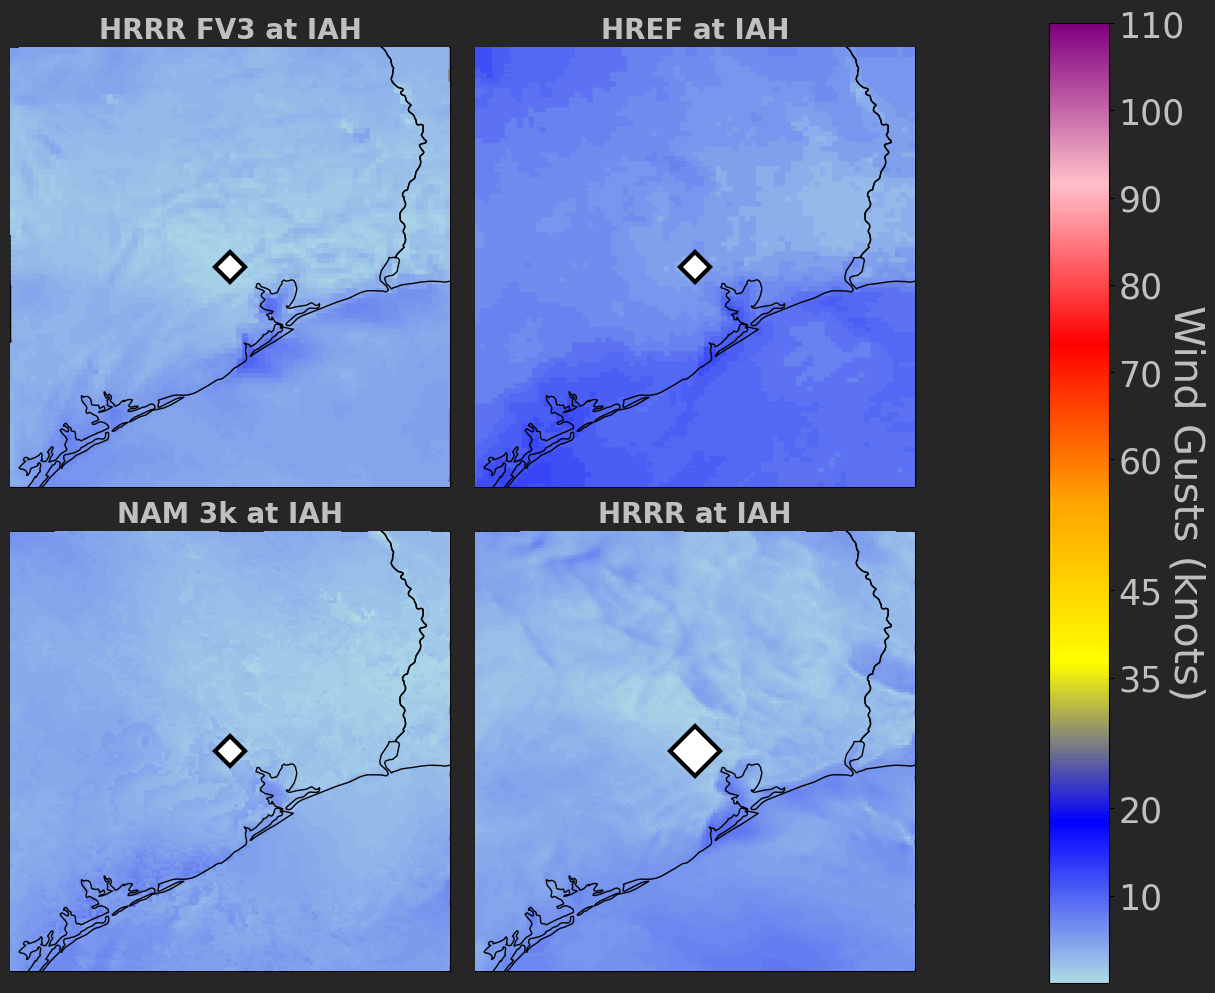 HRRR FV3 at IAH
HREF at IAH
NAM 3k at IAH
HRRR at IAH
110
100
90
80
70
60
45
35
20
10
Wind Gusts (knots)